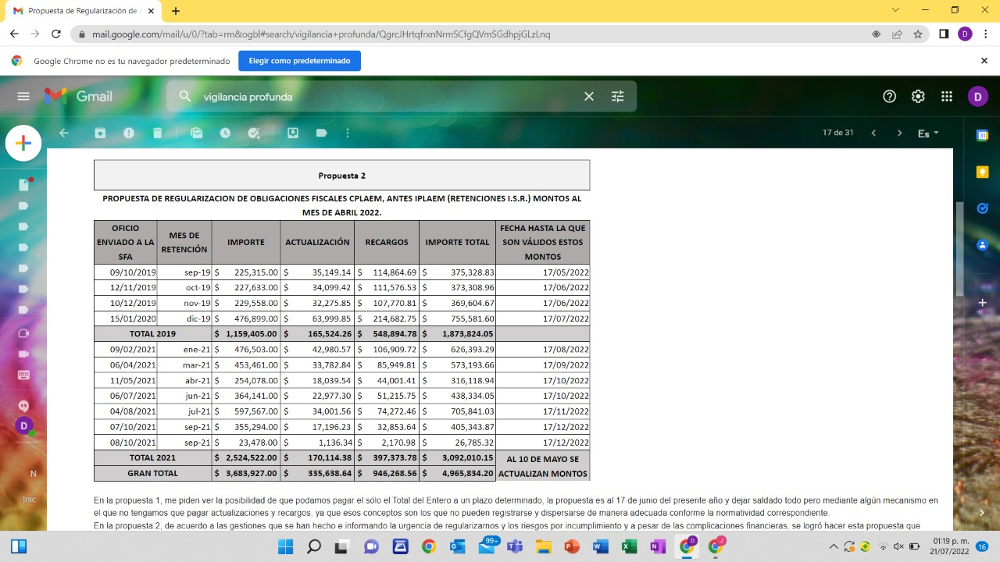 Propuesta de Regularización de
mail.google.com/mail/u/0/?tab=rm&ogbl#search/vigilancia+profunda/QgrcJHrtqfrxnNrmSCfgQVmSGdhpjGLzLnq
D
Google Chrome no es tu navegador predeterminado Elegir como predeterminado
Gmail vigilancia profunda D
17 de 31 Es
31
Propuesta 2
PROPUESTA DE REGULARIZACION DE OBLIGACIONES FISCALES CPLAEM, ANTES IPLAEM (RETENCIONES I.S.R.) MONTOS AL
MES DE ABRIL 2022.
OFICIO ENVIADO A LA SFA MES DE RETENCIÓN IMPORTE ACTUALIZACIÓN RECARGOS IMPORTE TOTAL FECHA HASTA LA QUE SON VÁLIDOS ESTOS MONTOS
09/10/2019 sep-19 $ 225,315.00 $ 35,149.14 $ 114,864.69 $ 375,328.83 17/05/2022
12/11/2019 oct-19 $ 227,633.00 $ 34,099.42 $ 111,576.53 $ 373,308.96 17/06/2022
10/12/2019 nov-19 $ 229,558.00 $ 32,275.85 $ 107,770.81 $ 369,604.67 17/06/2022
15/01/2020 dic-19 $ 476,899.00 $ 63,999.85 $ 214,682.75 $ 755,581.60 17/07/2022
TOTAL 2019 $ 1,159,405.00 $ 165,524.26 $ 548,894.78 $ 1,873,824.05
09/02/2021 ene-21 $ 476,503.00 $ 42,980.57 $ 106,909.72 $ 626,393.29 17/08/2022
06/04/2021 mar-21 $ 453,461.00 $ 33,782.84 $ 85,949.81 $ 573,193.66 17/09/2022
11/05/2021 abr-21 $ 254,078.00 $ 18,039.54 $ 44,001.41 $ 316,118.94 17/10/2022
06/07/2021 jun-21 $ 364,141.00 $ 22,977.30 $ 51,215.75 $ 438,334.05 17/10/2022
04/08/2021 jul-21 $ 597,567.00 $ 34,001.56 $ 74,272.46 $ 705,841.03 17/11/2022
07/10/2021 sep-21 $ 355,294.00 $ 17,196.23 $ 32,853.64 $ 405,343.87 17/12/2022
08/10/2021 sep-21 $ 23,478.00 $ 1,136.34 $ 2,170.98 $ 26,785.32 17/12/2022
TOTAL 2021 $ 2,524,522.00 $ 170,114.38 $ 397,373.78 $ 3,092,010.15 AL 10 DE MAYO SE
GRAN TOTAL $ 3,683,927.00 $ 335,638.64 $ 946,268.56 $ 4,965,834.20 ACTUALIZAN MONTOS
D
N
Inic
En la propuesta 1, me piden ver la posibilidad de que podamos pagar el sólo el Total del Entero a un plazo determinado, la propuesta es al 17 de junio del presente año y dejar saldado todo pero mediante algún mecanismo en
el que no tengamos que pagar actualizaciones y recargos, ya que esos conceptos son los que no pueden registrarse y dispersarse de manera adecuada conforme la normatividad correspondiente.
En la propuesta 2, de acuerdo a las gestiones que se han hecho e informando la urgencia de regularizarnos y los riesgos por incumplimiento y a pesar de las complicaciones financieras, se logró hacer esta propuesta que
99+
01:19 p. m.
21/07/2022
16